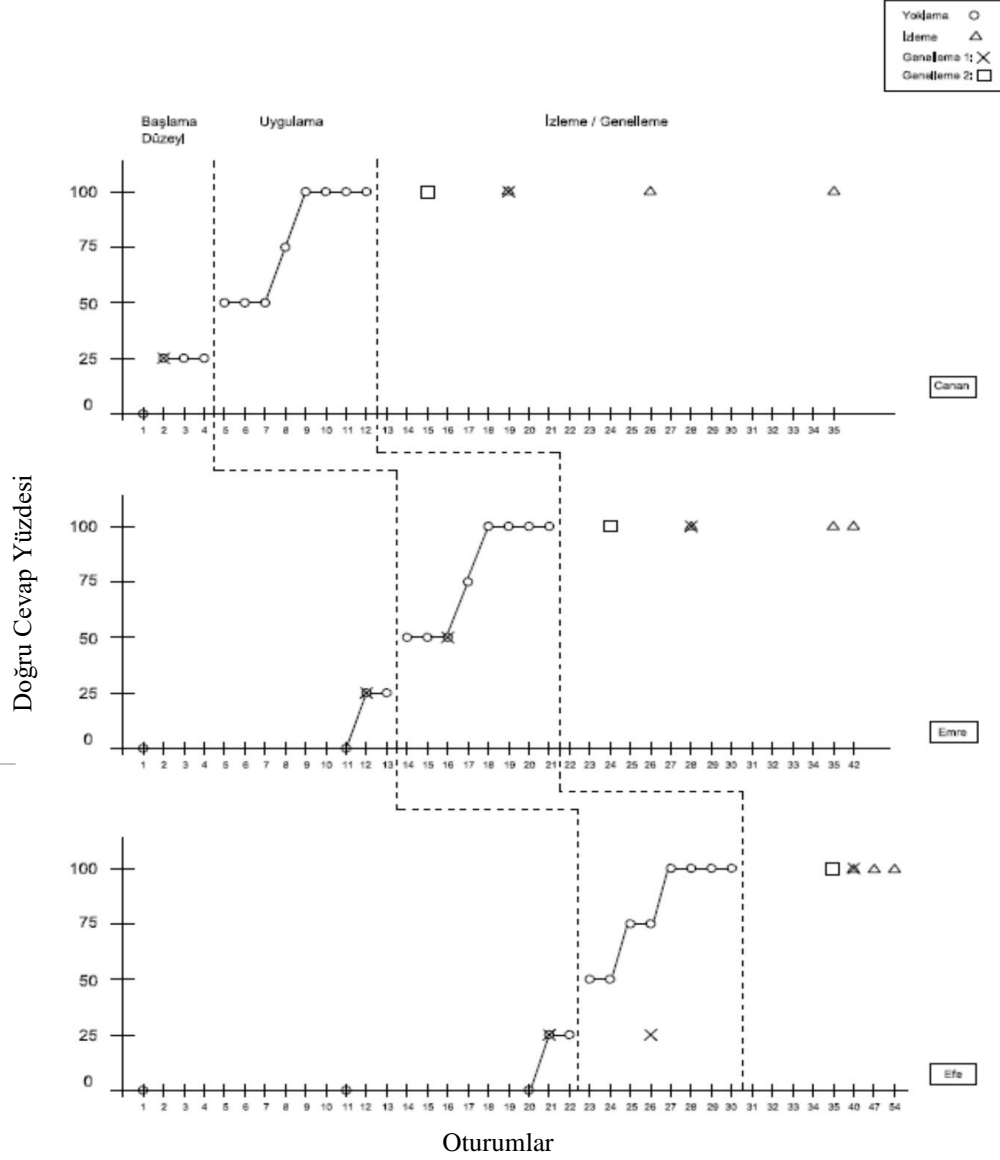 Yoklama
İzleme
Genelleme 1:
Genelleme 2:
Başlama
Düzeyi
Uygulama
İzleme / Genelleme
100
75
50
25
0
1 2 3 4 5 6 7 8 9 10 11 12 13 14 15 16 17 18 19 20 21 22 23 24 25 26 27 28 29 30 31 32 33 34 35
Canan
Doğru Cevap Yüzdesi
100
75
50
25
0
1 2 3 4 5 6 7 8 9 11 12 13 14 15 16 17 18 19 20 21 22 23 24 25 26 27 28 29 30 31 31 32 33 34 35 42
Emre
100
75
50
25
0
1 2 3 4 5 6 7 8 9 10 11 12 13 14 15 16 17 18 20 21 22 23 24 25 26 27 28 29 30 31 32 33 34 35 40 47 54
Efe
Oturumlar